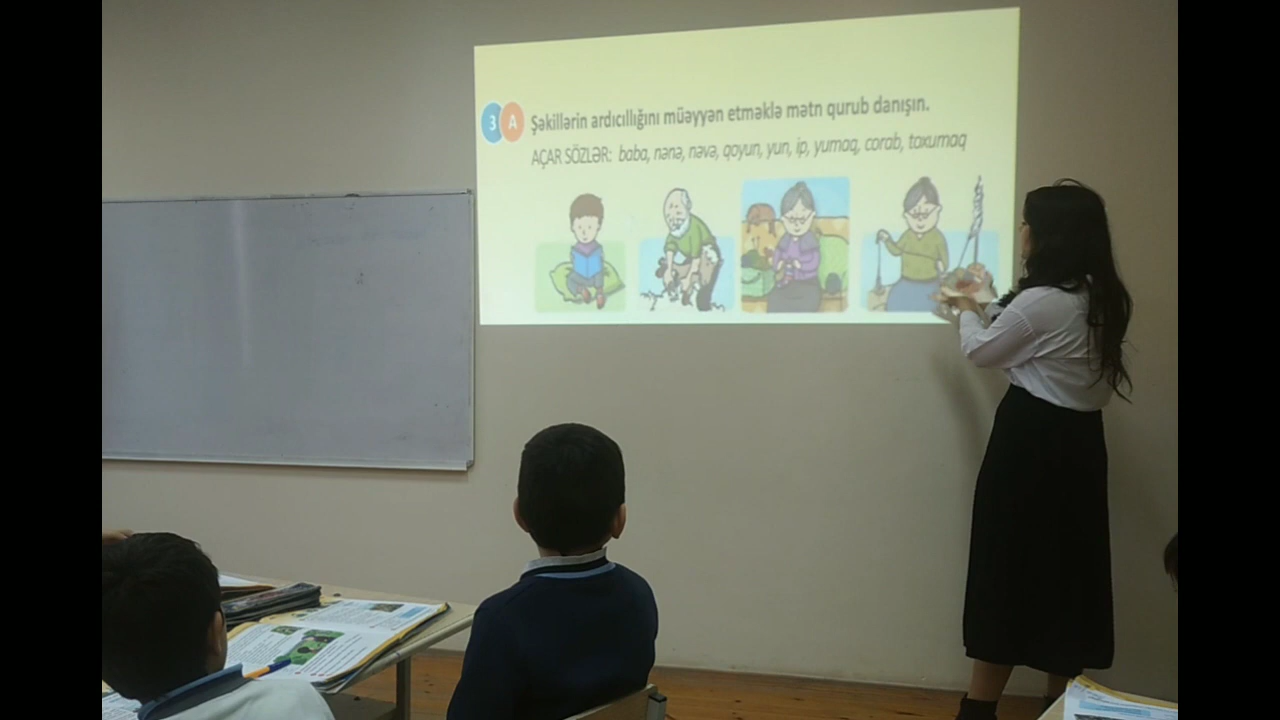 3 A Şəkillərin ardıcıllığını müəyyən etməklə mətn qurub danışın.
AÇAR SÖZLƏR: baba, nənə, nəvə, qoyun, yun, ip, yumaq, corab, toxumaq